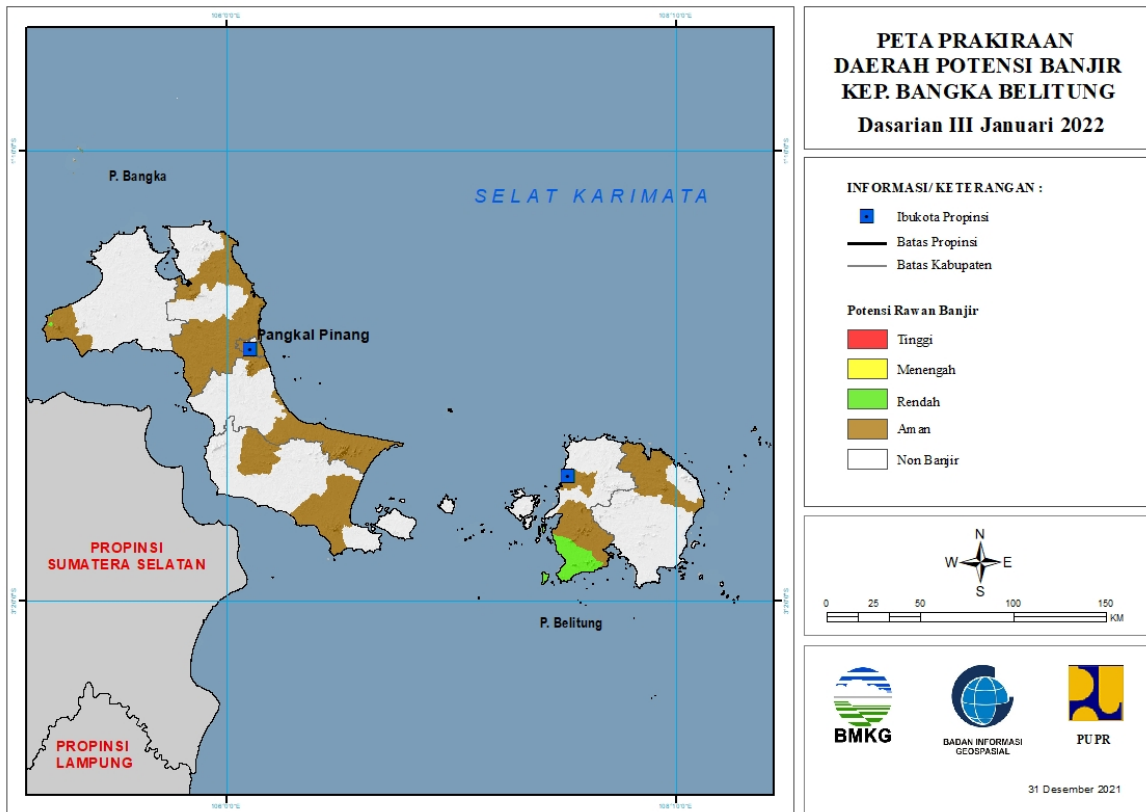 PETA PRAKIRAAN
DAERAH POTENSI BANJIR
KEP. BANGKA BELITUNG
Dasarian III Januari 2022
P. Bangka
SELAT KARIMATA
Pangkal Pinang
P. Belitung
PROPINSI
SUMATERA SELATAN
PROPINSI
LAMPUNG
INFORMASI/ KETERANGAN :
Ibukota Propinsi
Batas Propinsi
Batas Kabupaten
Potensi Rawan Banjir
Tinggi
Menengah
Rendah
Aman
Non Banjir
N
W E
S
0 25 50 100 150
KM
BMKG
BADAN INFORMASI
GEOSPASIAL
PUPR
31 Desember 2021